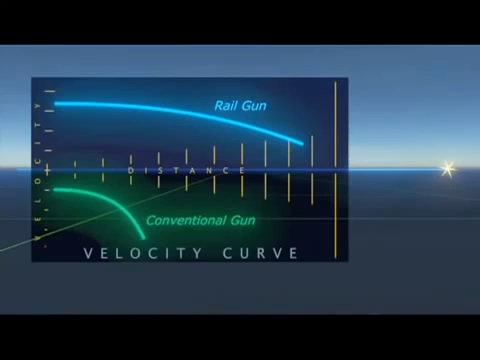 Rail Gun
VELOCITY
DISTANCE
Conventional Gun
VELOCITY CURVE